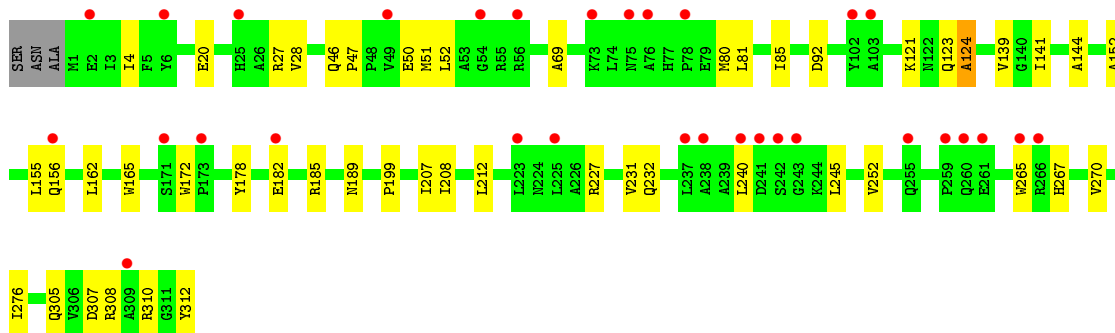 SER ASN ALA M1 E2 I3 I4 F5 Y6 E20 H25 A26 R27 V28 Q46 P47 P48 V49 E50 M51 L52 A53 G54 R55 R56 A69 K73 L74 N75 A76 H77 P78 E79 M80 L81 I85 D92 Y102 A103 K121 N122 Q123 A124 V139 G140 I141 A144 A152
L155 Q156 L162 W165 S171 W172 P173 Y178 E182 R185 N189 P199 I207 I208 L212 L223 N224 L225 A226 R227 V231 Q232 L237 A238 A239 L240 D241 S242 G243 K244 L245 V252 Q255 P259 Q260 E261 W265 R266 H267 V270
I276 Q305 V306 D307 R308 A309 R310 G311 Y312